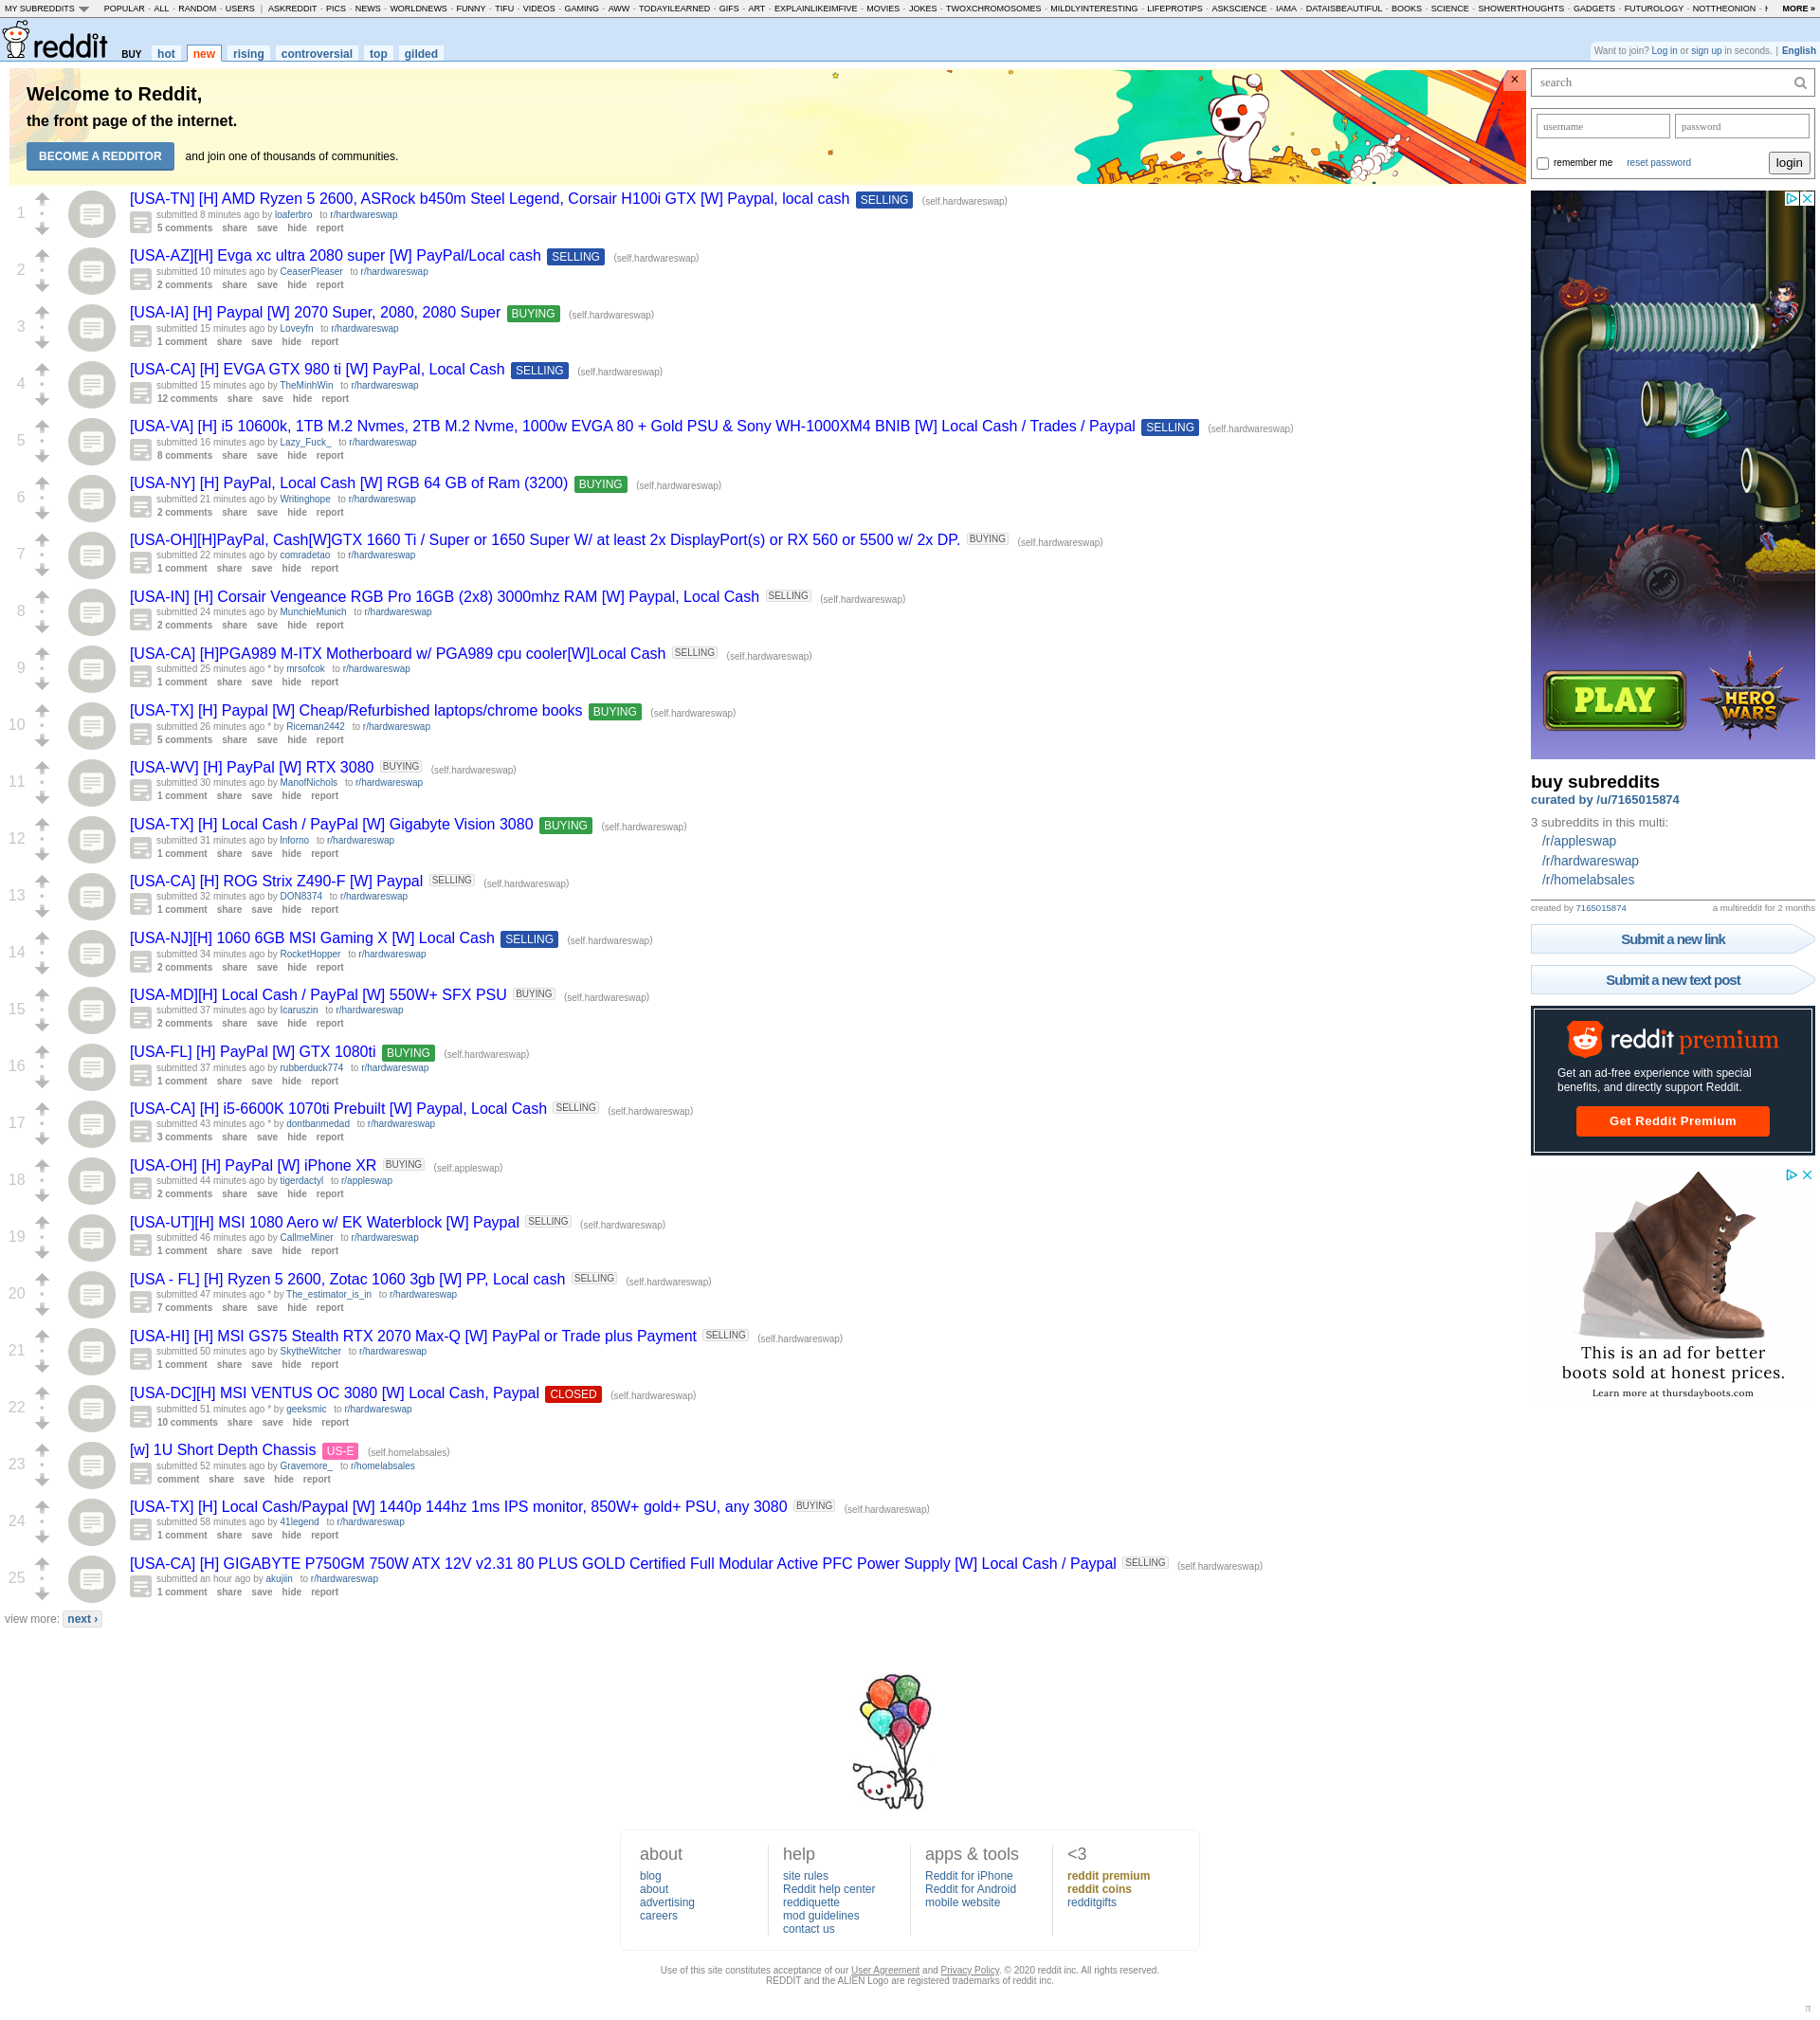 MY SUBREDDITS POPULAR - ALL - RANDOM - USERS | ASKREDDIT - PICS - NEWS - WORLDNEWS - FUNNY - TIFU - VIDEOS - GAMING - AWW - TODAYILEARNED - GIFS - ART - EXPLAINLIKEIMFIVE - MOVIES - JOKES - TWOXCHROMOSOMES - MILDLYINTERESTING - LIFEPROTIPS - ASKSCIENCE - IAMA - DATAISBEAUTIFUL - BOOKS - SCIENCE - SHOWERTHOUGHTS - GADGETS - FUTUROLOGY - NOTTHEONION - MORE »
reddit BUY hot new rising controversial top gilded
Want to join? Log in or sign up in seconds. | English
Welcome to Reddit,
the front page of the internet.
BECOME A REDDITOR and join one of thousands of communities.
×
1
[USA-TN] [H] AMD Ryzen 5 2600, ASRock b450m Steel Legend, Corsair H100i GTX [W] Paypal, local cash SELLING (self.hardwareswap)
submitted 8 minutes ago by loaferbro to r/hardwareswap
5 comments share save hide report
2
[USA-AZ][H] Evga xc ultra 2080 super [W] PayPal/Local cash SELLING (self.hardwareswap)
submitted 10 minutes ago by CeaserPleaser to r/hardwareswap
2 comments share save hide report
3
[USA-IA] [H] Paypal [W] 2070 Super, 2080, 2080 Super BUYING (self.hardwareswap)
submitted 15 minutes ago by Loveyfn to r/hardwareswap
1 comment share save hide report
4
[USA-CA] [H] EVGA GTX 980 ti [W] PayPal, Local Cash SELLING (self.hardwareswap)
submitted 15 minutes ago by TheMinhWin to r/hardwareswap
12 comments share save hide report
5
[USA-VA] [H] i5 10600k, 1TB M.2 Nvmes, 2TB M.2 Nvme, 1000w EVGA 80 + Gold PSU & Sony WH-1000XM4 BNIB [W] Local Cash / Trades / Paypal SELLING (self.hardwareswap)
submitted 16 minutes ago by Lazy_Fuck_ to r/hardwareswap
8 comments share save hide report
6
[USA-NY] [H] PayPal, Local Cash [W] RGB 64 GB of Ram (3200) BUYING (self.hardwareswap)
submitted 21 minutes ago by Writinghope to r/hardwareswap
2 comments share save hide report
7
[USA-OH][H]PayPal, Cash[W]GTX 1660 Ti / Super or 1650 Super W/ at least 2x DisplayPort(s) or RX 560 or 5500 w/ 2x DP. BUYING (self.hardwareswap)
submitted 22 minutes ago by comradetao to r/hardwareswap
1 comment share save hide report
8
[USA-IN] [H] Corsair Vengeance RGB Pro 16GB (2x8) 3000mhz RAM [W] Paypal, Local Cash SELLING (self.hardwareswap)
submitted 24 minutes ago by MunchieMunich to r/hardwareswap
2 comments share save hide report
9
[USA-CA] [H]PGA989 M-ITX Motherboard w/ PGA989 cpu cooler[W]Local Cash SELLING (self.hardwareswap)
submitted 25 minutes ago * by mrsofcok to r/hardwareswap
1 comment share save hide report
10
[USA-TX] [H] Paypal [W] Cheap/Refurbished laptops/chrome books BUYING (self.hardwareswap)
submitted 26 minutes ago * by Riceman2442 to r/hardwareswap
5 comments share save hide report
11
[USA-WV] [H] PayPal [W] RTX 3080 BUYING (self.hardwareswap)
submitted 30 minutes ago by ManofNichols to r/hardwareswap
1 comment share save hide report
12
[USA-TX] [H] Local Cash / PayPal [W] Gigabyte Vision 3080 BUYING (self.hardwareswap)
submitted 31 minutes ago by Inforno to r/hardwareswap
1 comment share save hide report
13
[USA-CA] [H] ROG Strix Z490-F [W] Paypal SELLING (self.hardwareswap)
submitted 32 minutes ago by DON8374 to r/hardwareswap
1 comment share save hide report
14
[USA-NJ][H] 1060 6GB MSI Gaming X [W] Local Cash SELLING (self.hardwareswap)
submitted 34 minutes ago by RocketHopper to r/hardwareswap
2 comments share save hide report
15
[USA-MD][H] Local Cash / PayPal [W] 550W+ SFX PSU BUYING (self.hardwareswap)
submitted 37 minutes ago by Icaruszin to r/hardwareswap
2 comments share save hide report
16
[USA-FL] [H] PayPal [W] GTX 1080ti BUYING (self.hardwareswap)
submitted 37 minutes ago by rubberduck774 to r/hardwareswap
1 comment share save hide report
17
[USA-CA] [H] i5-6600K 1070ti Prebuilt [W] Paypal, Local Cash SELLING (self.hardwareswap)
submitted 43 minutes ago * by dontbanmedad to r/hardwareswap
3 comments share save hide report
18
[USA-OH] [H] PayPal [W] iPhone XR BUYING (self.appleswap)
submitted 44 minutes ago by tigerdactyl to r/appleswap
2 comments share save hide report
19
[USA-UT][H] MSI 1080 Aero w/ EK Waterblock [W] Paypal SELLING (self.hardwareswap)
submitted 46 minutes ago by CallmeMiner to r/hardwareswap
1 comment share save hide report
20
[USA - FL] [H] Ryzen 5 2600, Zotac 1060 3gb [W] PP, Local cash SELLING (self.hardwareswap)
submitted 47 minutes ago * by The_estimator_is_in to r/hardwareswap
7 comments share save hide report
21
[USA-HI] [H] MSI GS75 Stealth RTX 2070 Max-Q [W] PayPal or Trade plus Payment SELLING (self.hardwareswap)
submitted 50 minutes ago by SkytheWitcher to r/hardwareswap
1 comment share save hide report
22
[USA-DC][H] MSI VENTUS OC 3080 [W] Local Cash, Paypal CLOSED (self.hardwareswap)
submitted 51 minutes ago * by geeksmic to r/hardwareswap
10 comments share save hide report
23
[w] 1U Short Depth Chassis US-E (self.homelabsales)
submitted 52 minutes ago by Gravemore_ to r/homelabsales
comment share save hide report
24
[USA-TX] [H] Local Cash/Paypal [W] 1440p 144hz 1ms IPS monitor, 850W+ gold+ PSU, any 3080 BUYING (self.hardwareswap)
submitted 58 minutes ago by 41legend to r/hardwareswap
1 comment share save hide report
25
[USA-CA] [H] GIGABYTE P750GM 750W ATX 12V v2.31 80 PLUS GOLD Certified Full Modular Active PFC Power Supply [W] Local Cash / Paypal SELLING (self.hardwareswap)
submitted an hour ago by akujiin to r/hardwareswap
1 comment share save hide report
view more: next ›
search
username password
remember me reset password login
PLAY HERO WARS
buy subreddits
curated by /u/7165015874
3 subreddits in this multi:
/r/appleswap
/r/hardwareswap
/r/homelabsales
created by 7165015874 a multireddit for 2 months
Submit a new link
Submit a new text post
reddit premium
Get an ad-free experience with special
benefits, and directly support Reddit.
Get Reddit Premium
This is an ad for better
boots sold at honest prices.
Learn more at thursdayboots.com
about
blog
about
advertising
careers
help
site rules
Reddit help center
reddiquette
mod guidelines
contact us
apps & tools
Reddit for iPhone
Reddit for Android
mobile website
<3
reddit premium
reddit coins
redditgifts
Use of this site constitutes acceptance of our User Agreement and Privacy Policy. © 2020 reddit inc. All rights reserved.
REDDIT and the ALIEN Logo are registered trademarks of reddit inc.
π